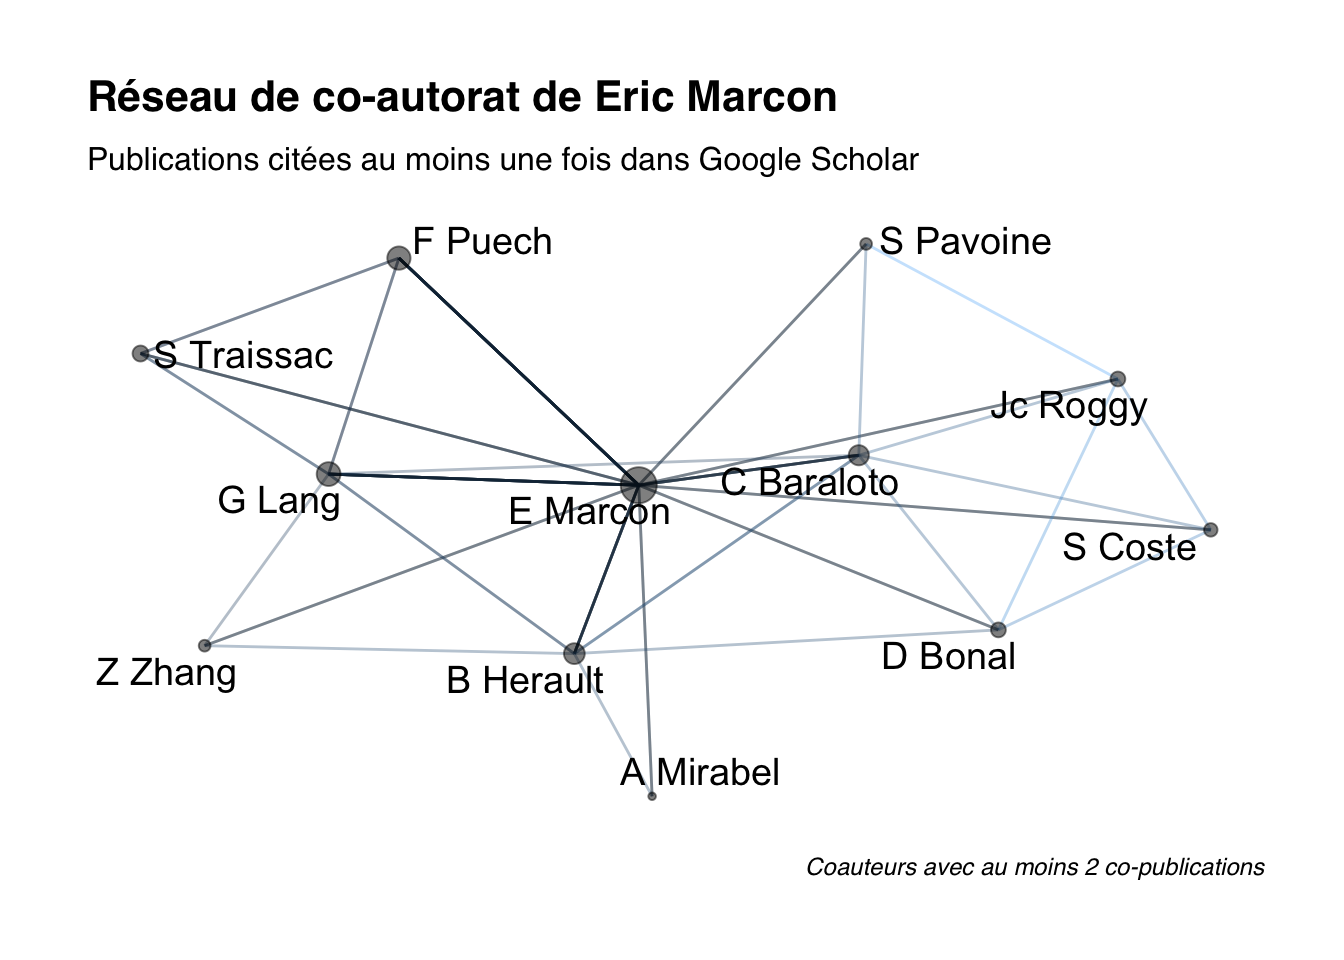 Réseau de co-autorat de Eric Marcon
Publications citées au moins une fois dans Google Scholar
F Puech
S Pavoine
S Traissac
Jc Roggy
C Baraloto
G Lang
E Marcon
S Coste
D Bonal
Z Zhang
B Herault
A Mirabel
Coauteurs avec au moins 2 co-publications